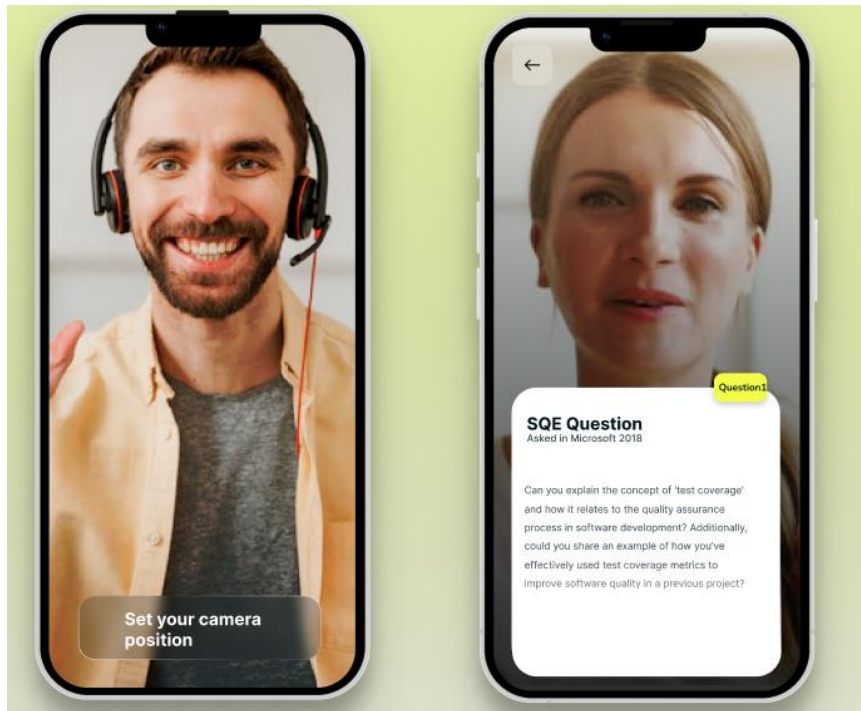 Set your camera
position
Question1
SQE Question
Asked in Microsoft 2018
Can you explain the concept of 'test coverage'
and how it relates to the quality assurance
process in software development? Additionally,
could you share an example of how you've
effectively used test coverage metrics to
improve software quality in a previous project?